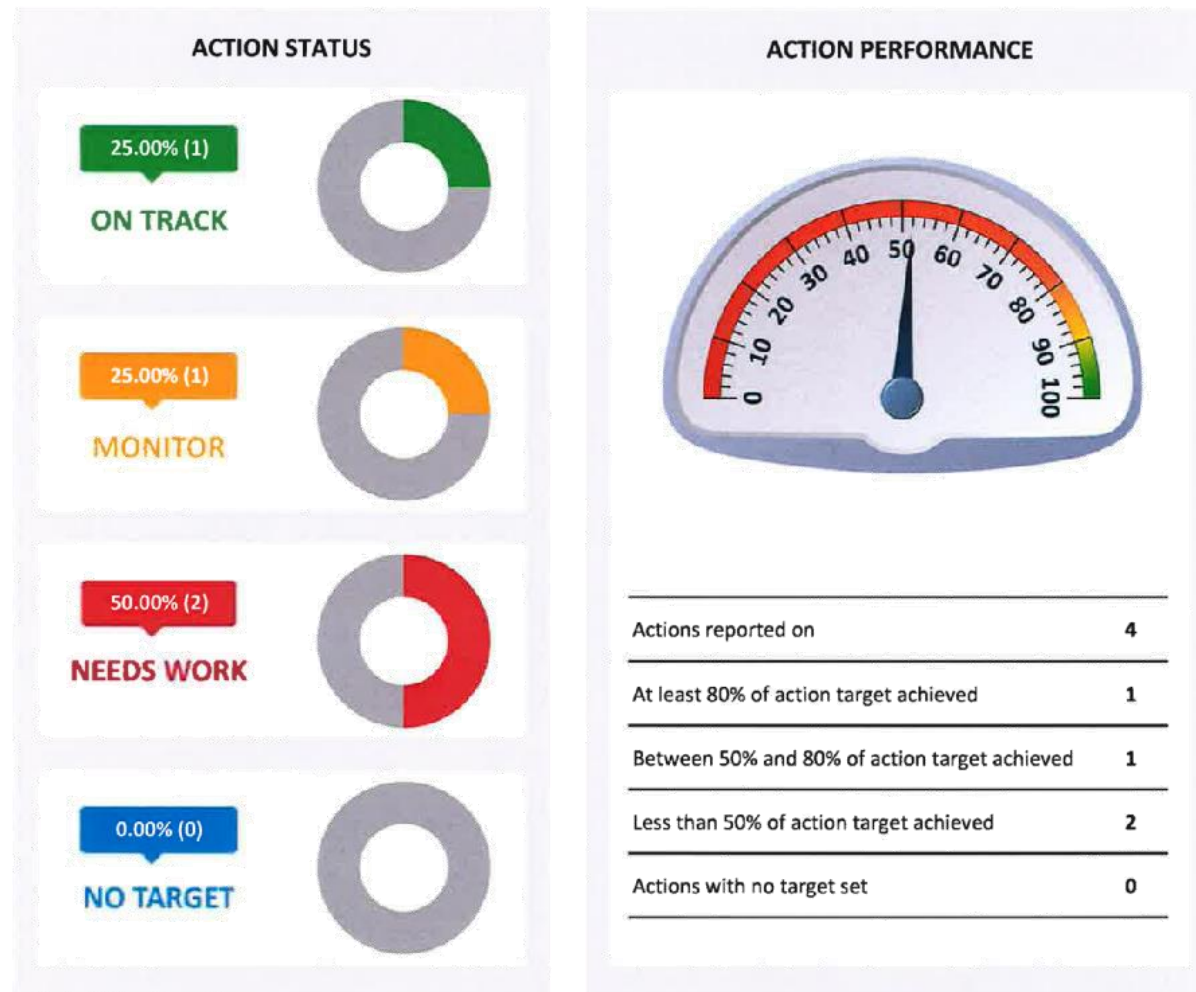 ACTION STATUS
25.00% (1)
ON TRACK
25.00% (1)
MONITOR
50.00% (2)
NEEDS WORK
0.00% (0)
NO TARGET
ACTION PERFORMANCE
0 10 20 30 40 50 60 70 80 90 100
Actions reported on 4
At least 80% of action target achieved 1
Between 50% and 80% of action target achieved 1
Less than 50% of action target achieved 2
Actions with no target set 0